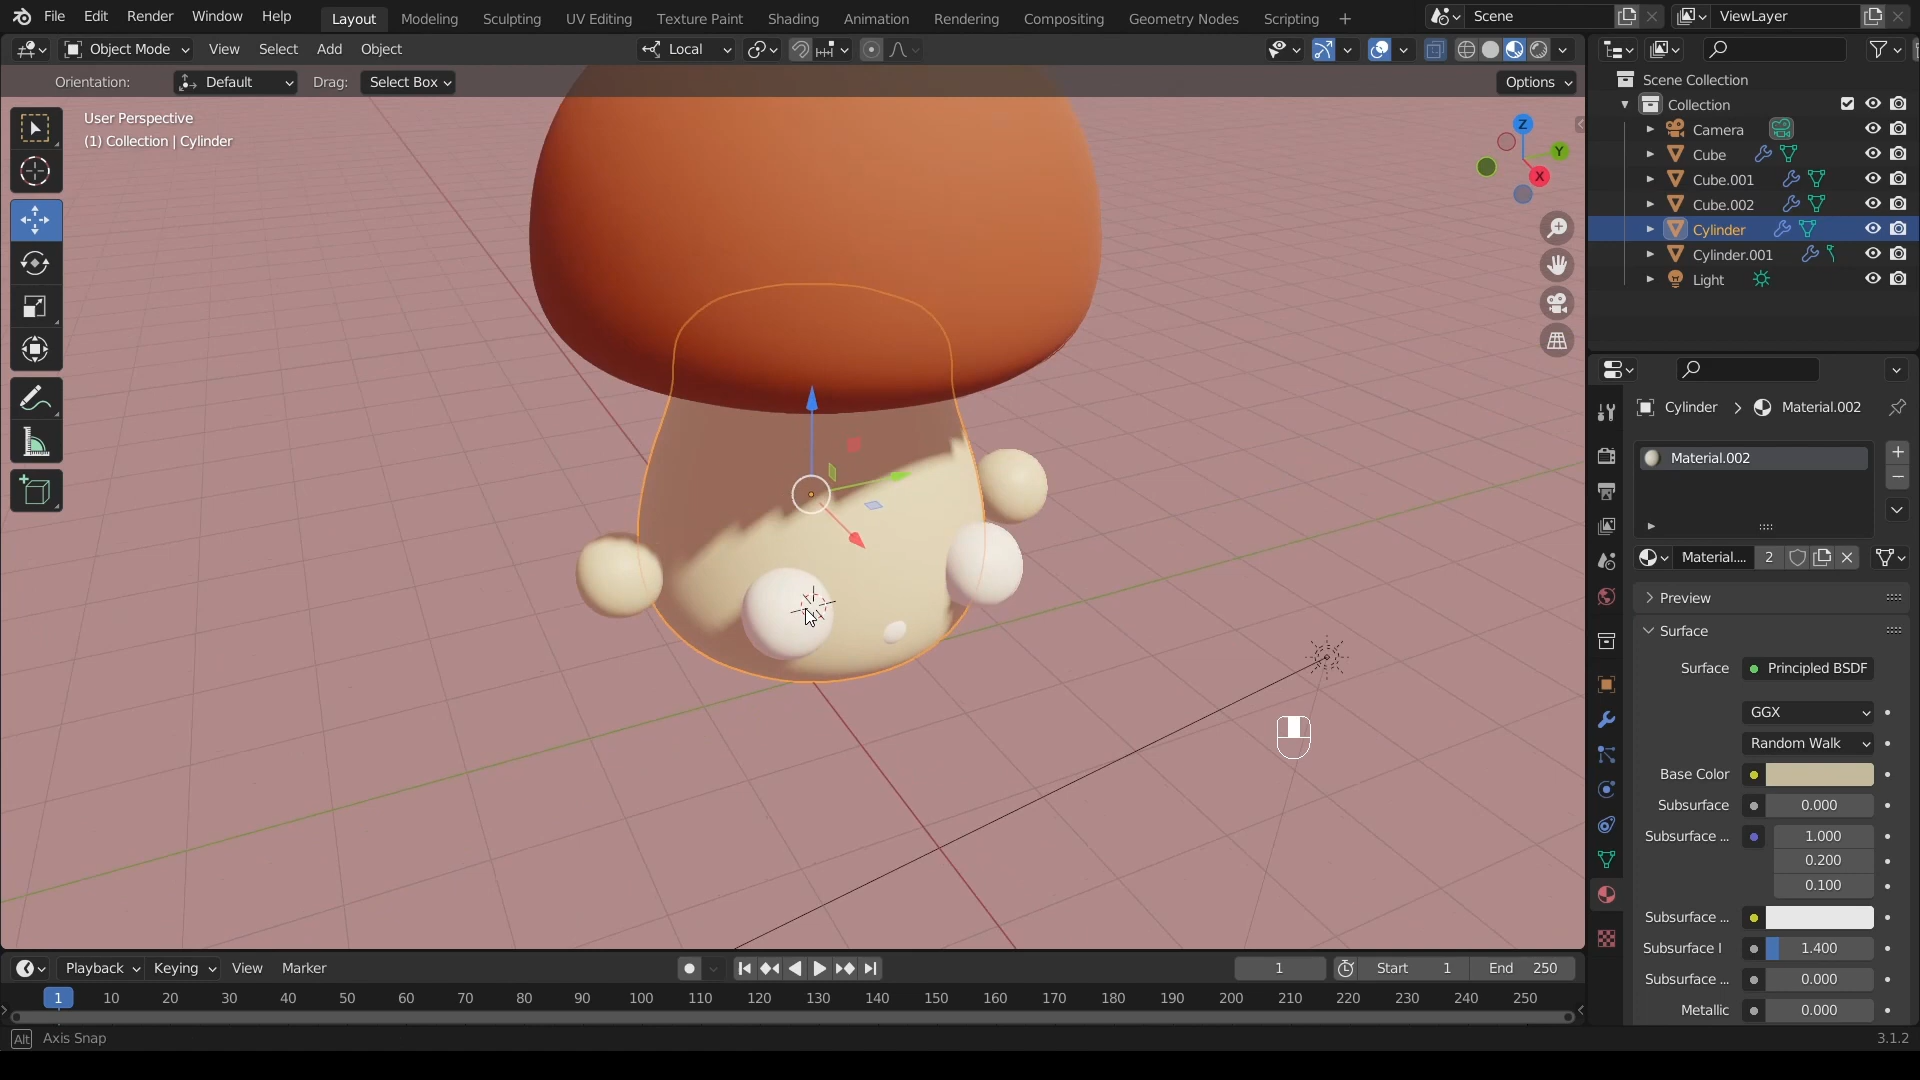 File Edit Render Window Help Layout Modeling Sculpting UV Editing Texture Paint Shading Animation Rendering Compositing Geometry Nodes Scripting + Scene ViewLayer
Object Mode View Select Add Object Local
Orientation: Default Drag: Select Box Options
User Perspective
(1) Collection | Cylinder
Z
Y
X
Scene Collection
Collection
Camera
Cube
Cube.001
Cube.002
Cylinder
Cylinder.001
Light
Cylinder > Material.002
Material.002
Material.... 2
Preview
Surface
Surface Principled BSDF
GGX
Random Walk
Base Color
Subsurface 0.000
Subsurface ... 1.000
0.200
0.100
Subsurface ...
Subsurface I 1.400
Subsurface ... 0.000
Metallic 0.000
Playback Keying View Marker 1 Start 1 End 250
1 10 20 30 40 50 60 70 80 90 100 110 120 130 140 150 160 170 180 190 200 210 220 230 240 250
Alt Axis Snap 3.1.2